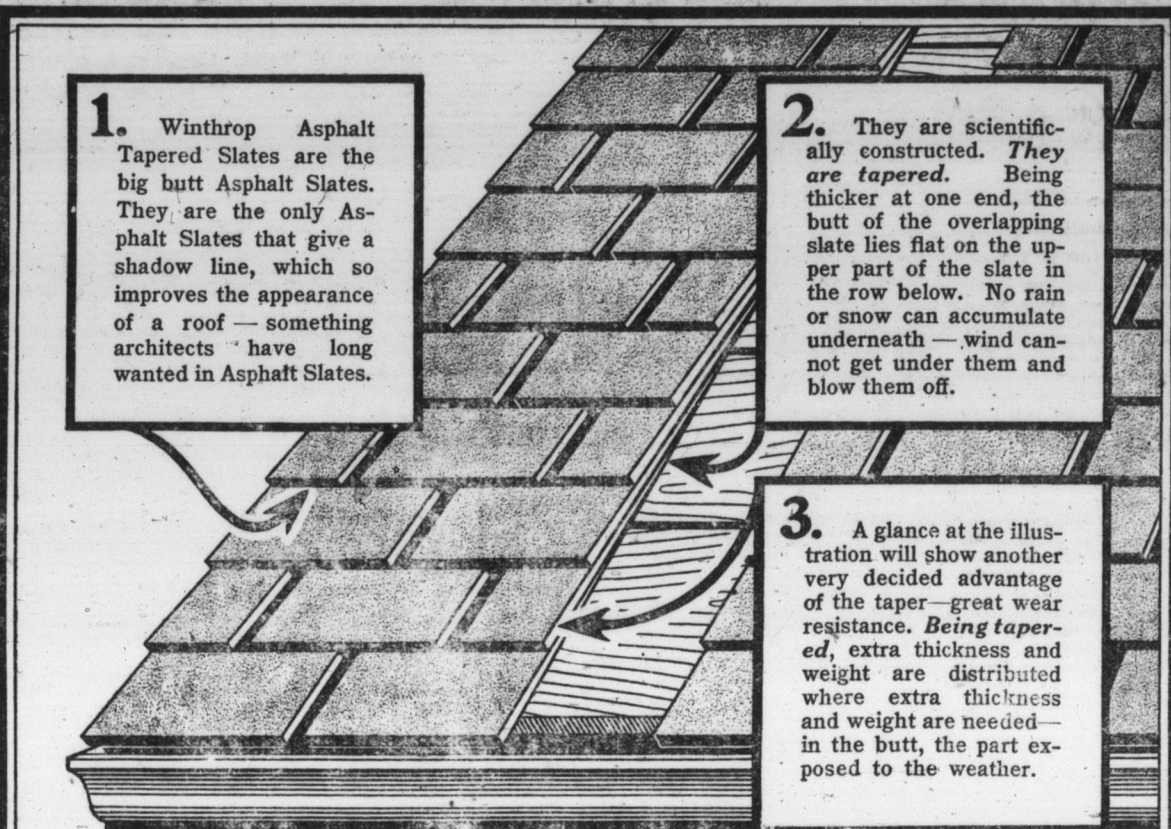 1. Winthrop Asphalt
Tapered Slates are the
big butt Asphalt Slates.
They are the only As-
phalt Slates that give a
shadow line, which so
improves the appearance
of a roof — something
architects have long
wanted in Asphalt Slates.
2. They are scientific-
ally constructed. They
are tapered. Being
thicker at one end, the
butt of the overlapping
slate lies flat on the up-
per part of the slate in
the row below. No rain
or snow can accumulate
underneath — wind can-
not get under them and
blow them off.
3. A glance at the illus-
tration will show another
very decided advantage
of the taper—great wear
resistance. Being taper-
ed, extra thickness and
weight are distributed
where extra thickness
and weight are needed—
in the butt, the part ex-
posed to the weather.